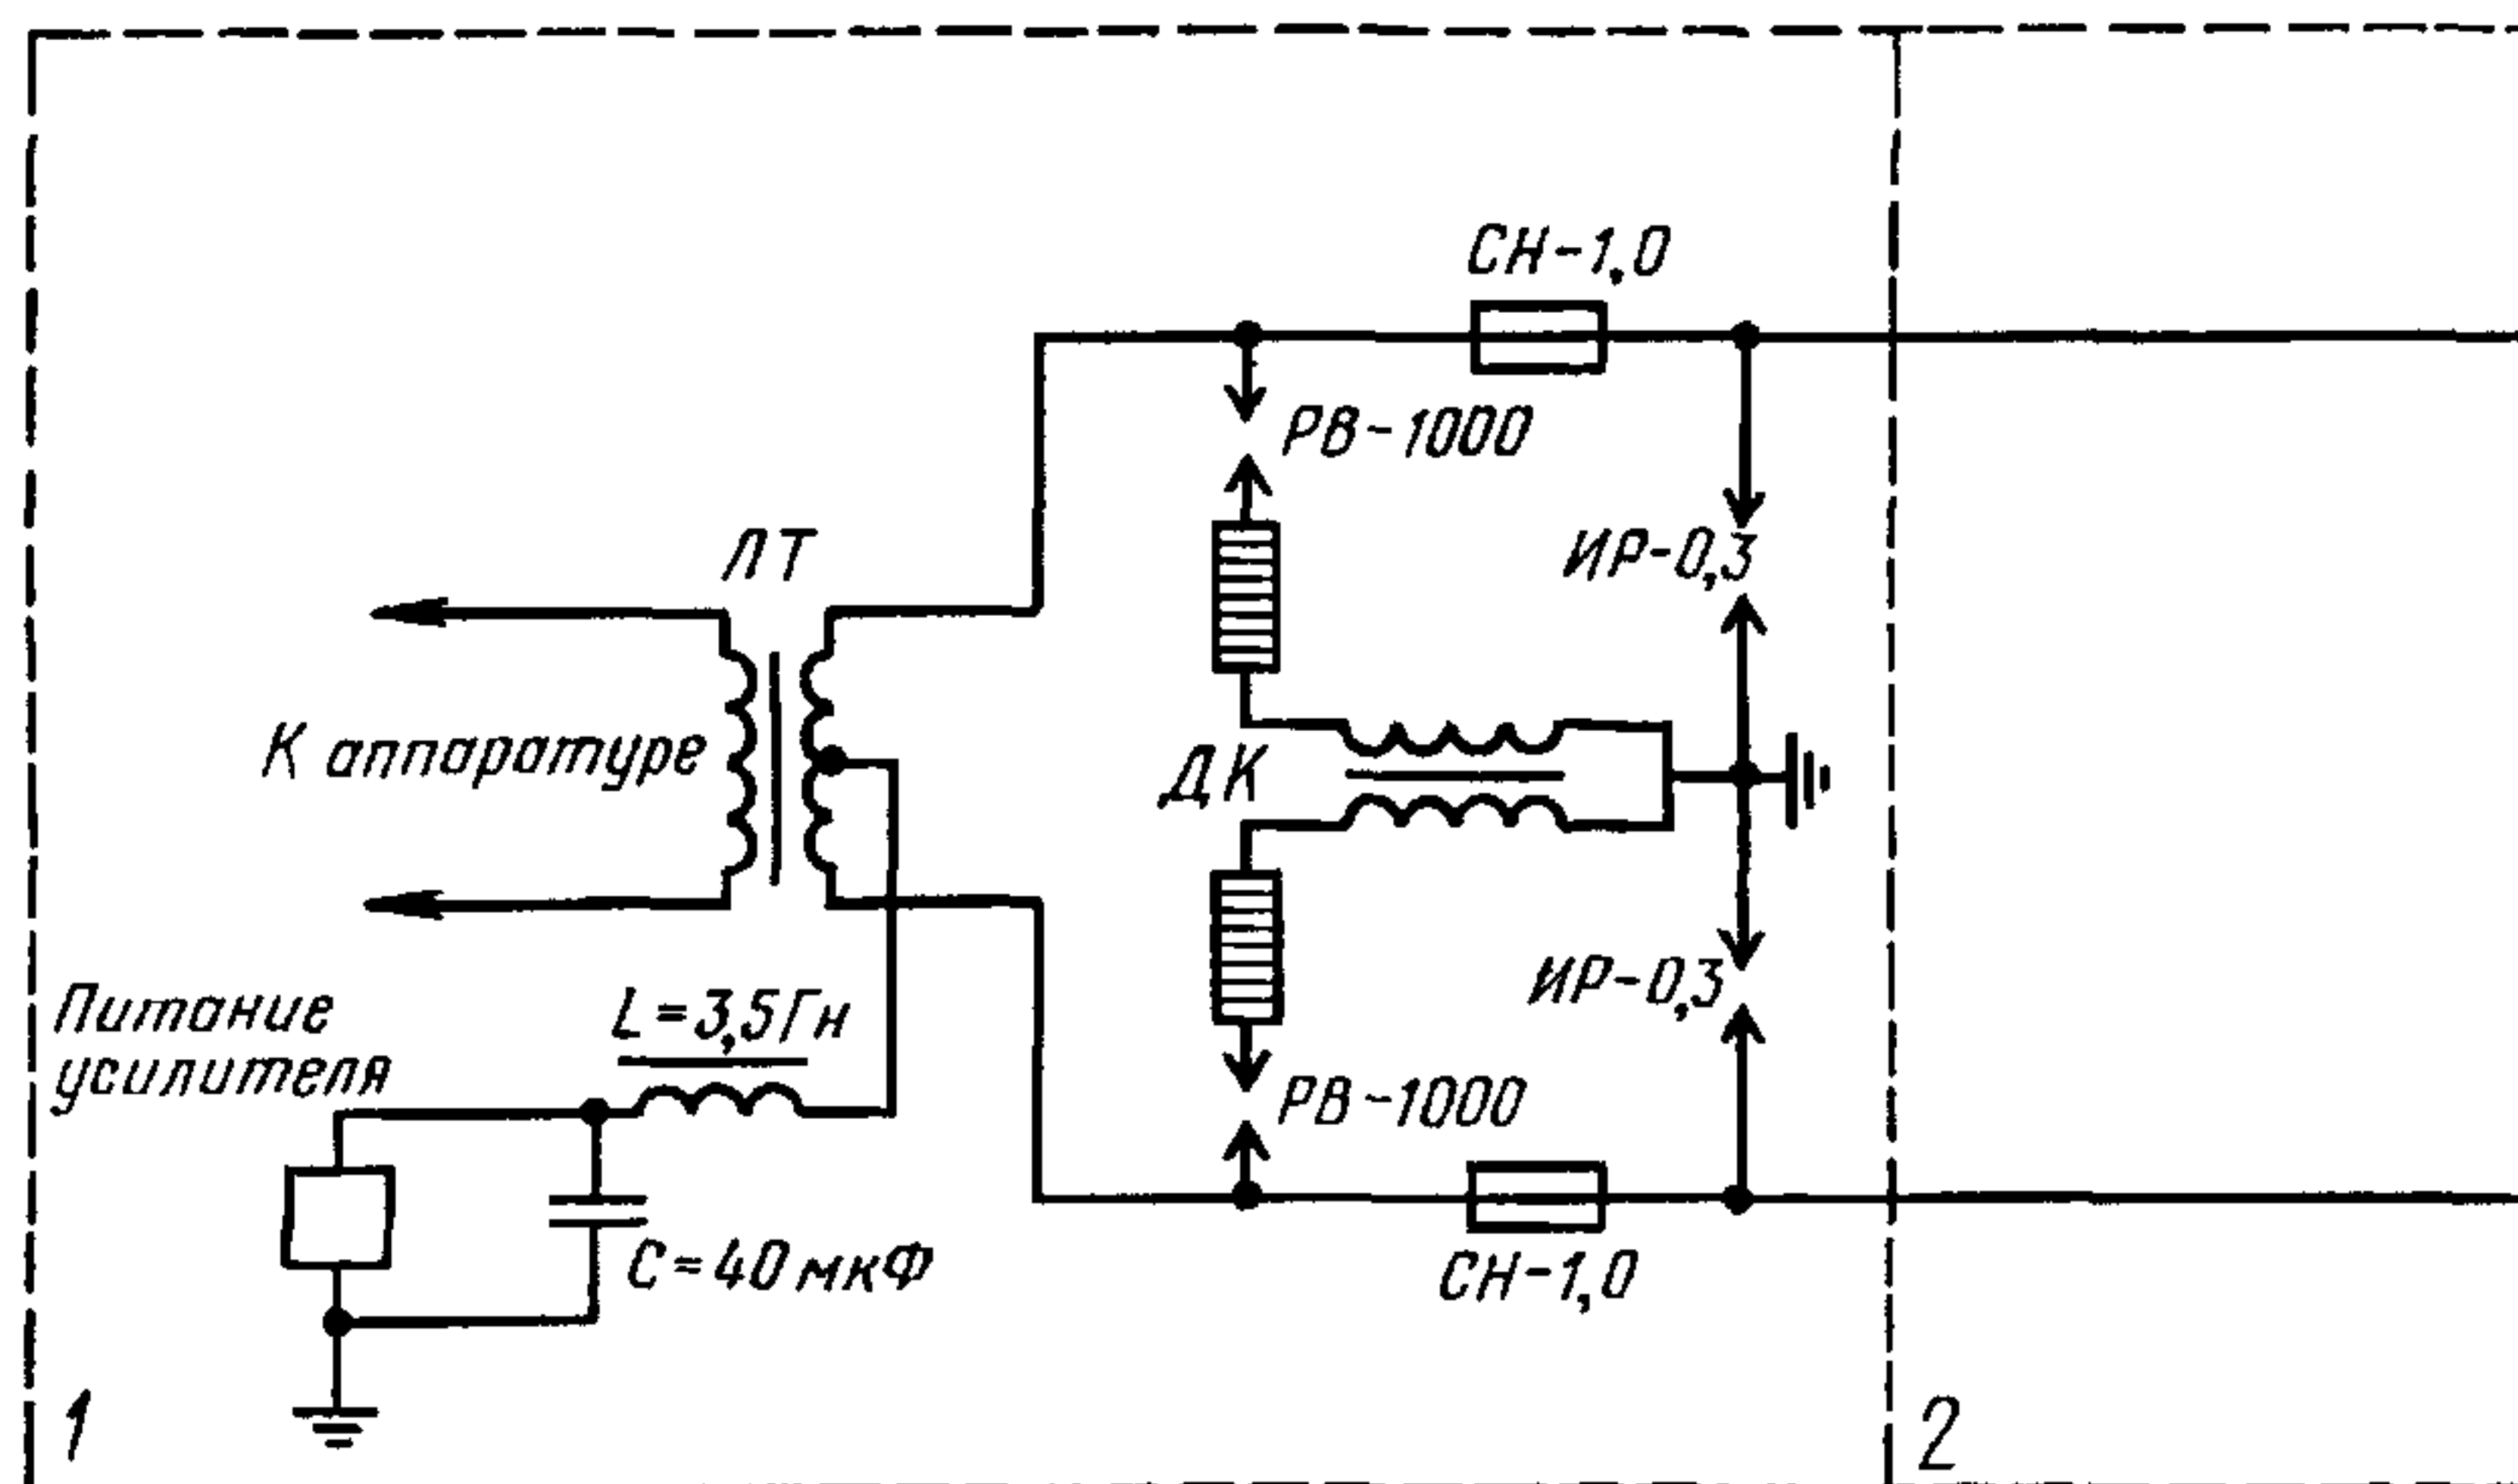 СН-1,0
РВ-1000
ИР-0,3
ЛТ
К аппаратуре
ДК
Питание
усилителя
L=3,5Гн
ИР-0,3
РВ-1000
С=40мкФ
СН-1,0
1
2